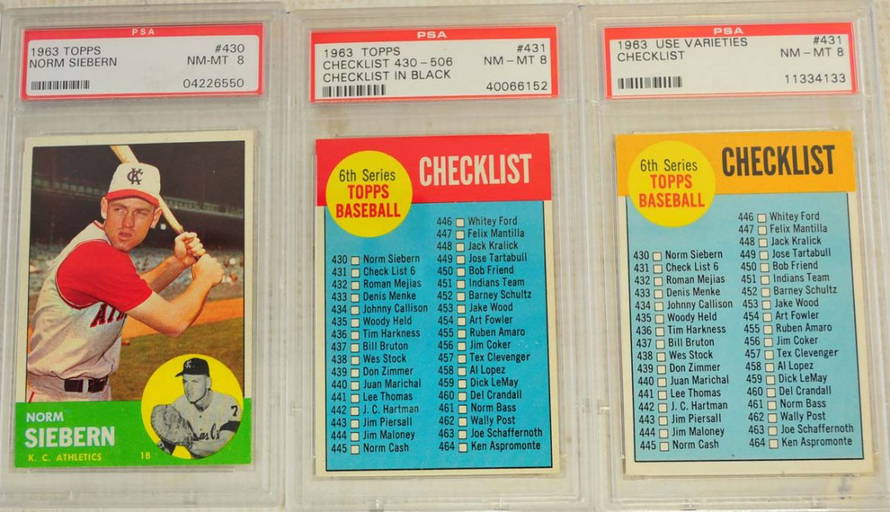 PSA
1963 TOPPS #430
NORM SIEBERN NM-MT 8
04226550
KC
AT
NORM
SIEBERN
K. C. ATHLETICS 1B
7
PSA
1963 TOPPS #431
CHECKLIST 430-506 NM-MT 8
CHECKLIST IN BLACK
40066152
6th Series
TOPPS
BASEBALL
CHECKLIST
430 Norm Siebern
431 Check List 6
432 Roman Mejias
433 Denis Menke
434 Johnny Callison
435 Woody Held
436 Tim Harkness
437 Bill Bruton
438 Wes Stock
439 Don Zimmer
440 Juan Marichal
441 Lee Thomas
442 J. C. Hartman
443 Jim Piersall
444 Jim Maloney
445 Norm Cash
446 Whitey Ford
447 Felix Mantilla
448 Jack Kralick
449 Jose Tartabull
450 Bob Friend
451 Indians Team
452 Barney Schultz
453 Jake Wood
454 Art Fowler
455 Ruben Amaro
456 Jim Coker
457 Tex Clevenger
458 Al Lopez
459 Dick LeMay
460 Del Crandall
461 Norm Bass
462 Wally Post
463 Joe Schaffernoth
464 Ken Aspromonte
PSA
1963 USE VARIETIES #431
CHECKLIST NM-MT 8
11334133
6th Series
TOPPS
BASEBALL
CHECKLIST
430 Norm Siebern
431 Check List 6
432 Roman Mejias
433 Denis Menke
434 Johnny Callison
435 Woody Held
436 Tim Harkness
437 Bill Bruton
438 Wes Stock
439 Don Zimmer
440 Juan Marichal
441 Lee Thomas
442 J. C. Hartman
443 Jim Piersall
444 Jim Maloney
445 Norm Cash
446 Whitey Ford
447 Felix Mantilla
448 Jack Kralick
449 Jose Tartabull
450 Bob Friend
451 Indians Team
452 Barney Schultz
453 Jake Wood
454 Art Fowler
455 Ruben Amaro
456 Jim Coker
457 Tex Clevenger
458 Al Lopez
459 Dick LeMay
460 Del Crandall
461 Norm Bass
462 Wally Post
463 Joe Schaffernoth
464 Ken Aspromonte